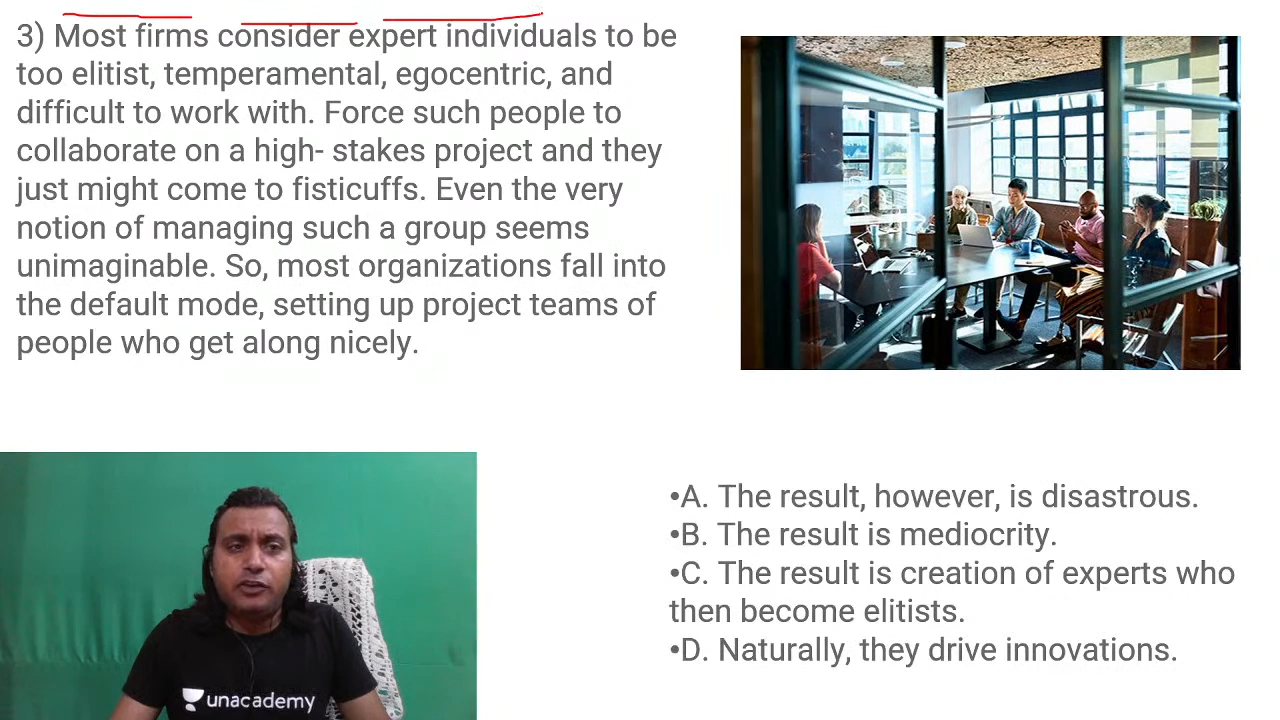 3) Most firms consider expert individuals to be
too elitist, temperamental, egocentric, and
difficult to work with. Force such people to
collaborate on a high- stakes project and they
just might come to fisticuffs. Even the very
notion of managing such a group seems
unimaginable. So, most organizations fall into
the default mode, setting up project teams of
people who get along nicely.
•A. The result, however, is disastrous.
•B. The result is mediocrity.
•C. The result is creation of experts who
then become elitists.
•D. Naturally, they drive innovations.
unacademy